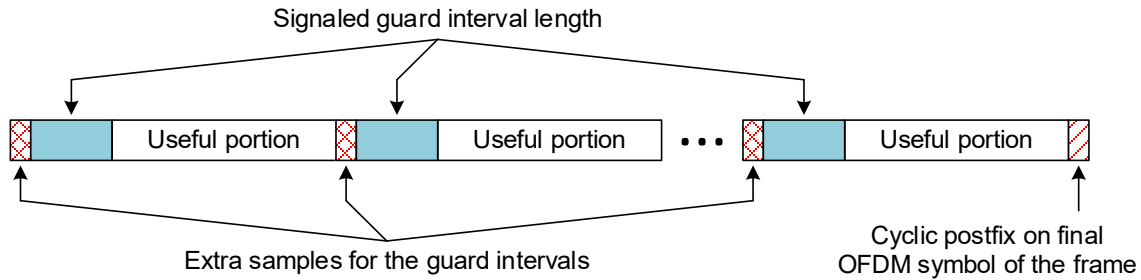 Signaled guard interval length
Useful portion
Useful portion
Useful portion
Extra samples for the guard intervals
Cyclic postfix on final
OFDM symbol of the frame